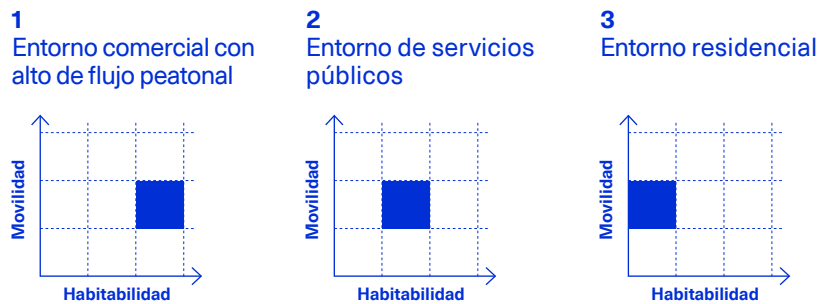 1
Entorno comercial con
alto de flujo peatonal
Movilidad
Habitabilidad
2
Entorno de servicios
públicos
Movilidad
Habitabilidad
3
Entorno residencial
Movilidad
Habitabilidad